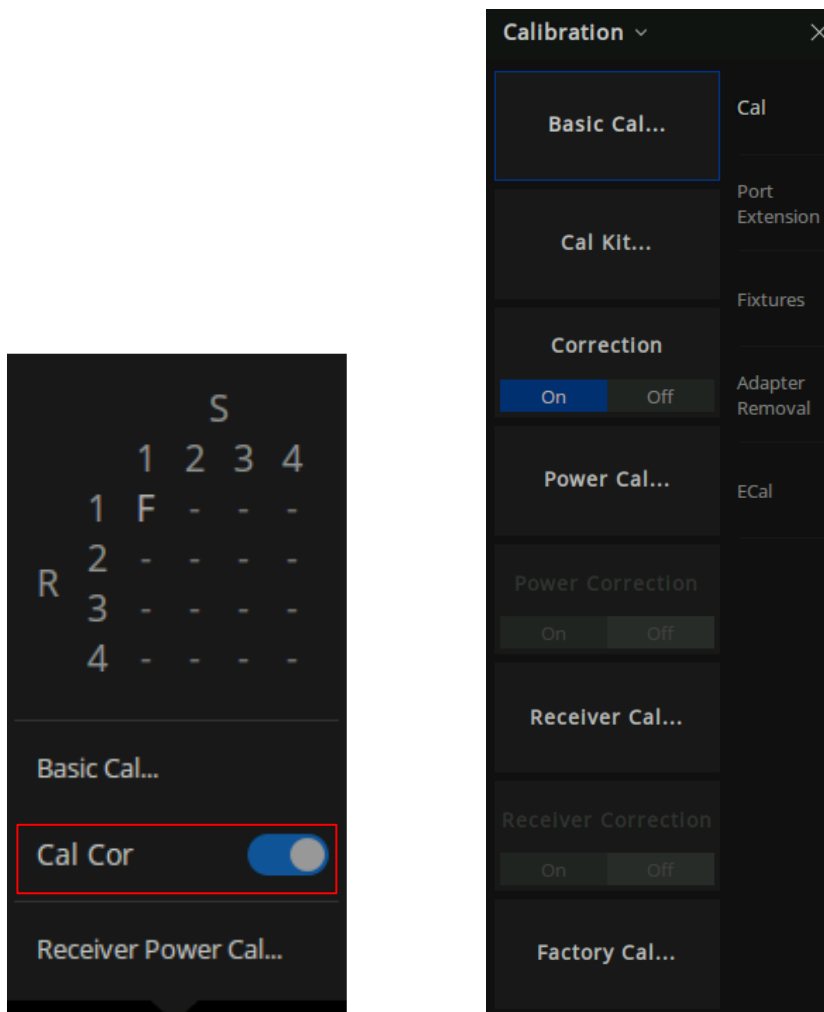 S
1 2 3 4
1 F - - -
2 - - - -
R
3 - - - -
4 - - - -
Basic Cal...
Cal Cor
Receiver Power Cal...
Calibration
Basic Cal...
Cal Kit...
Correction
On Off
Power Cal...
Power Correction
On Off
Receiver Cal...
Receiver Correction
On Off
Factory Cal...
Cal
Port
Extension
Fixtures
Adapter
Removal
ECal